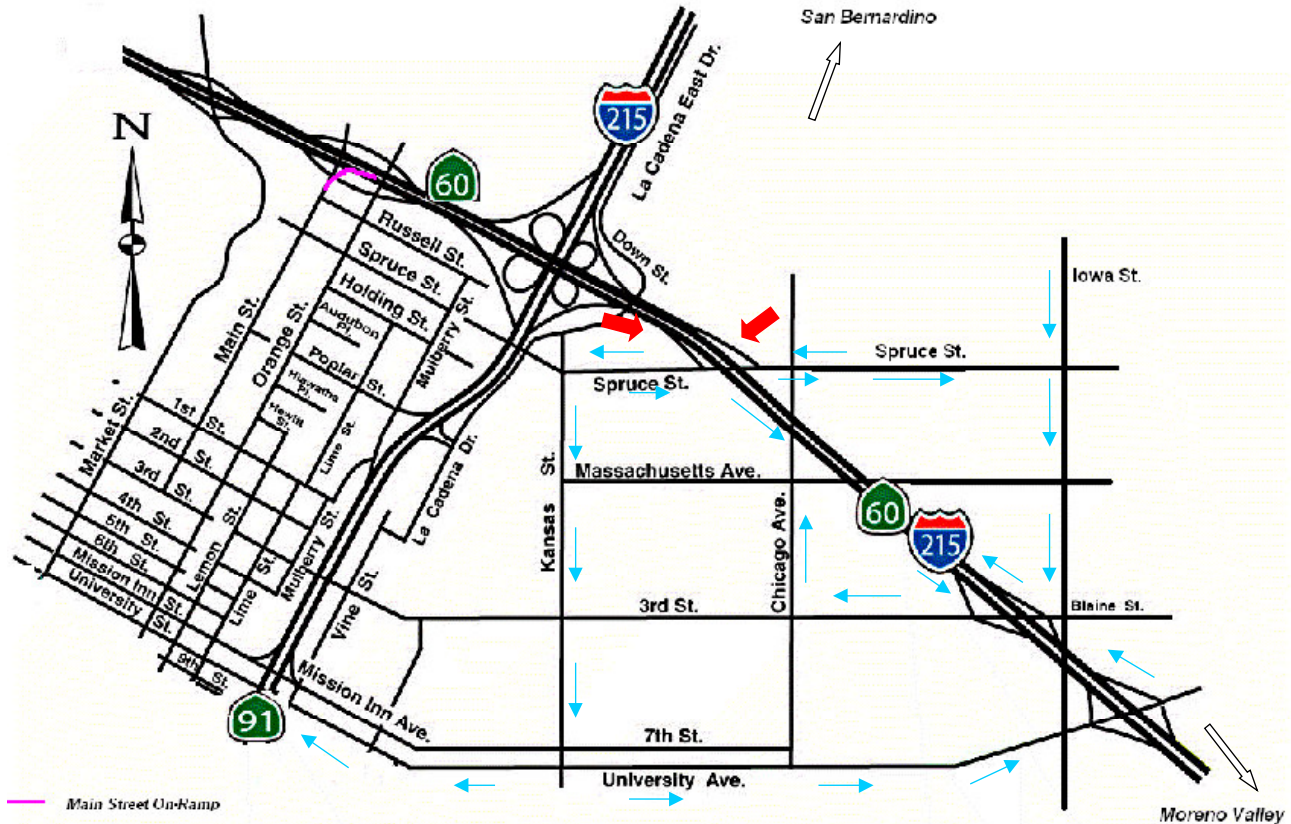 San Bernardino
N
215
La Cadena East Dr.
60
Down St.
Russell St.
Spruce St.
Holding St.
Audubon
Pl.
Poplar St.
Hiawatha
Pl.
Hewitt
St.
Main St.
Orange St.
Mulberry St.
Iowa St.
Spruce St.
Spruce St.
Market St.
1st St.
2nd St.
3rd St.
4th St.
5th St.
6th St.
Mission Inn St.
University St.
9th St.
Lemon St.
Lime St.
Lime St.
Mulberry St.
Vine St.
La Cadena Dr.
Kansas St.
Massachusetts Ave.
Chicago Ave.
60
215
3rd St.
Blaine St.
Mission Inn Ave.
91
7th St.
University Ave.
Main Street On-Ramp
Moreno Valley